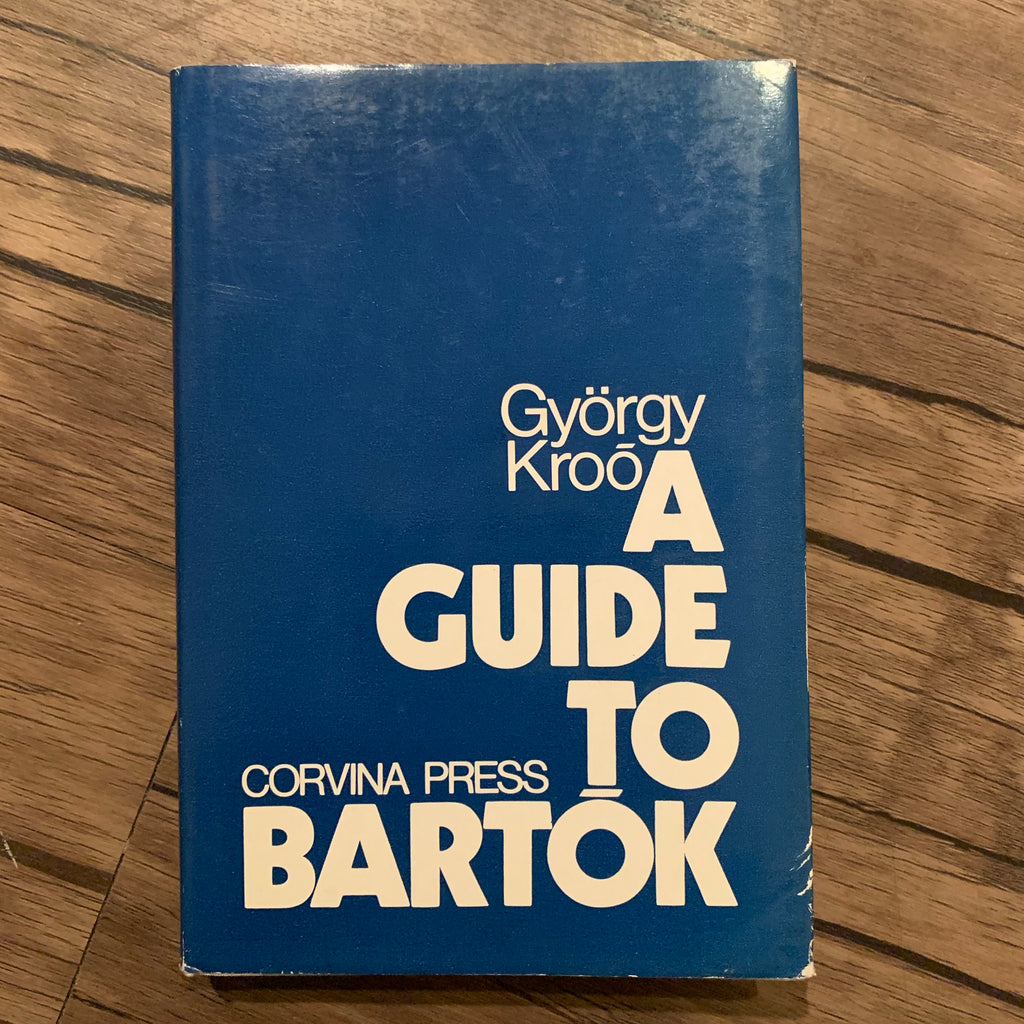 György
Kroó
A
GUIDE
TO
CORVINA PRESS
BARTÓK